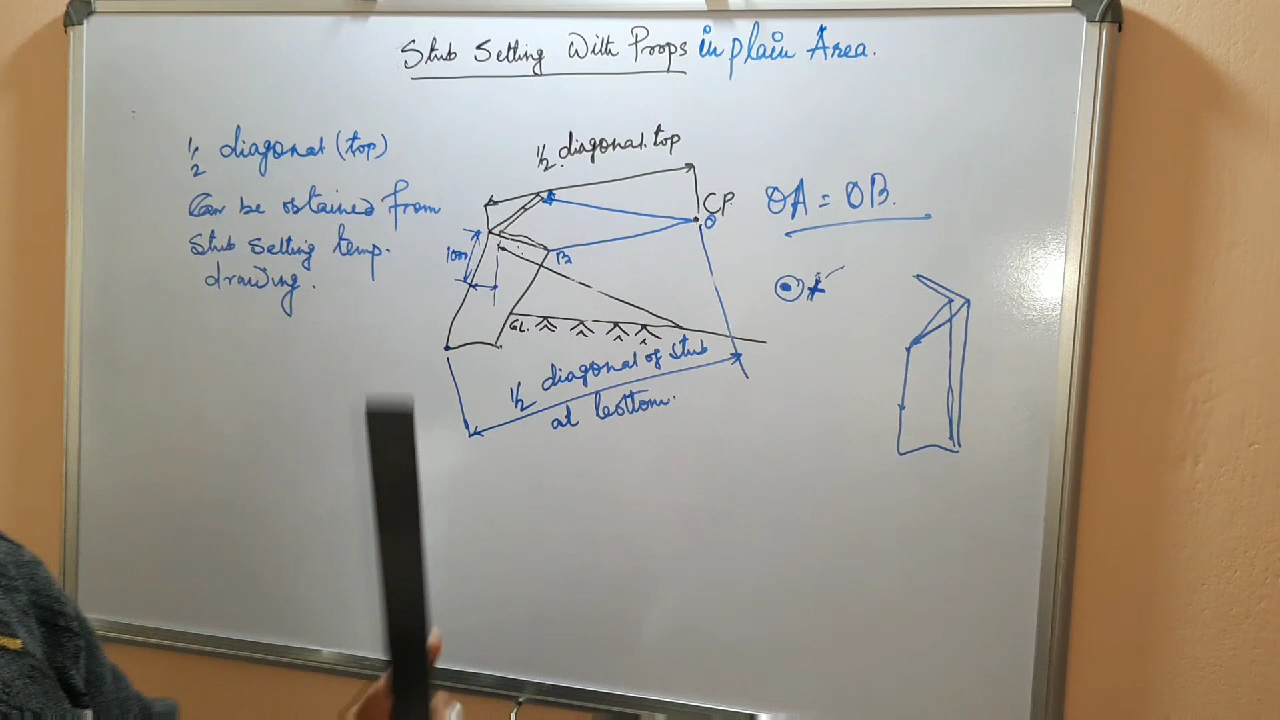 Stub Setting With Props in plain Area.
1/2 diagonal (top)
Can be obtained from
Stub Setting temp.
drawing.
1/2 diagonal top
CP
O
A
B
GL.
1/2 diagonal of stub
at bottom.
OA = OB.